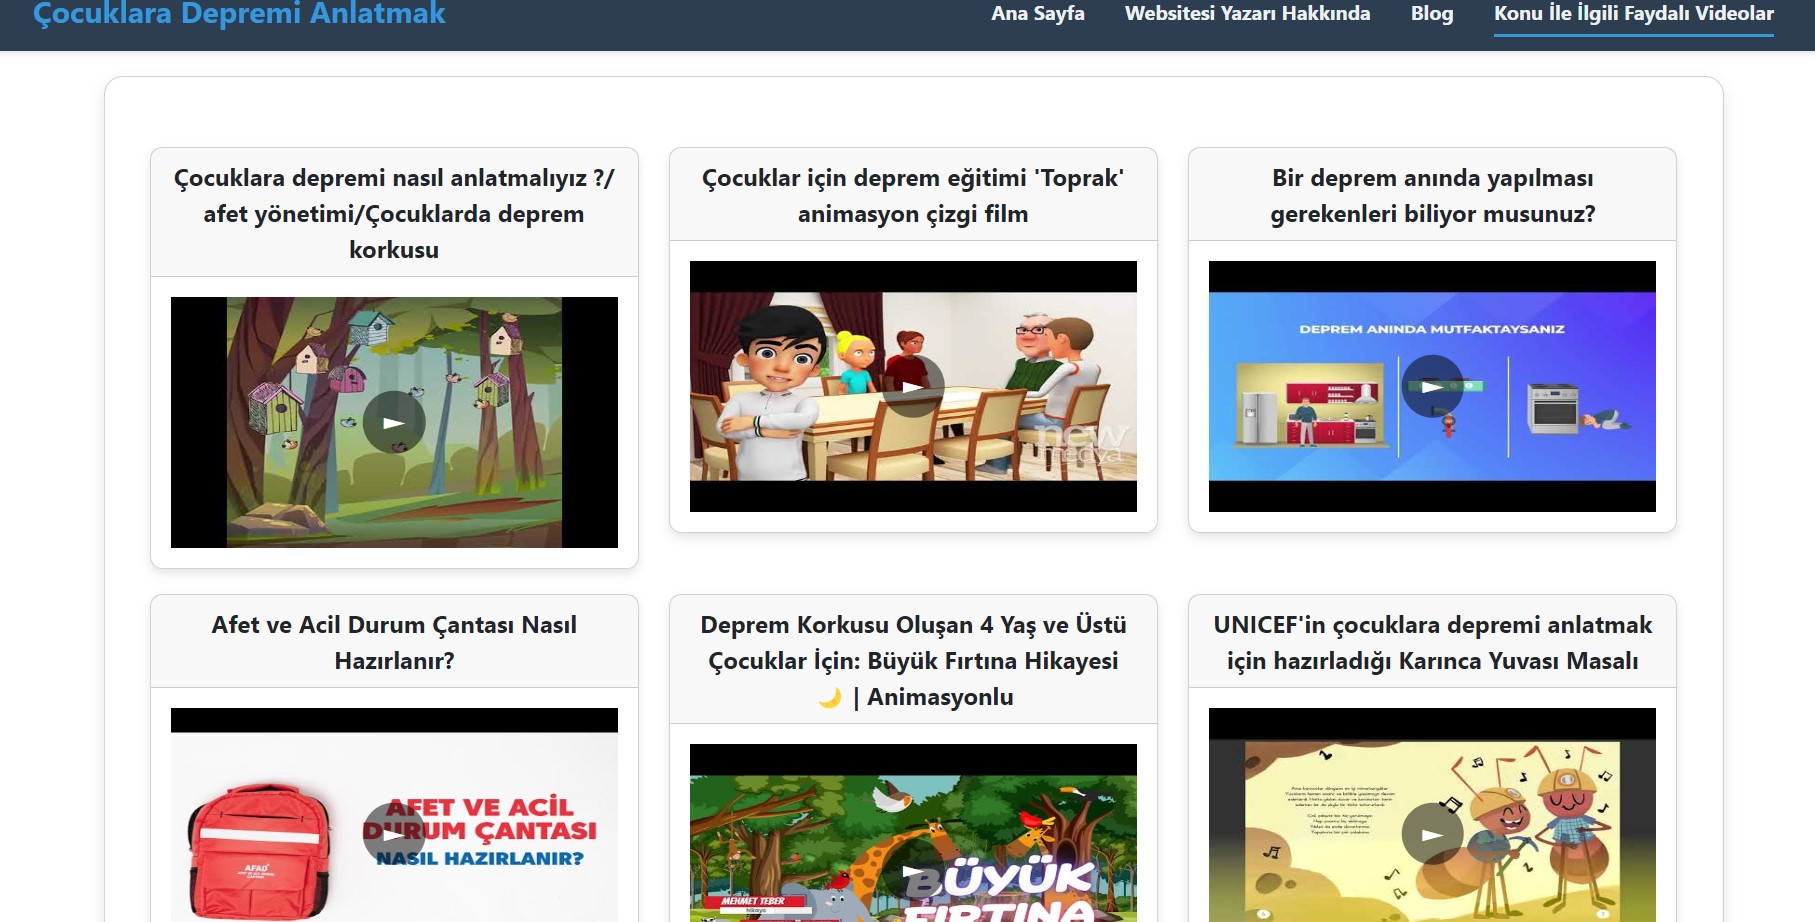 Çocuklara Depremi Anlatmak
Ana Sayfa
Websitesi Yazarı Hakkında
Blog
Konu İle İlgili Faydalı Videolar
Çocuklara depremi nasıl anlatmalıyız ?/
afet yönetimi/Çocuklarda deprem
korkusu
Çocuklar için deprem eğitimi 'Toprak'
animasyon çizgi film
new
medya
Bir deprem anında yapılması
gerekenleri biliyor musunuz?
DEPREM ANINDA MUTFAKTAYSANIZ
Afet ve Acil Durum Çantası Nasıl
Hazırlanır?
AFAD
AFET VE ACİL
DURUM ÇANTASI
NASIL HAZIRLANIR?
Deprem Korkusu Oluşan 4 Yaş ve Üstü
Çocuklar İçin: Büyük Fırtına Hikayesi
🌙 | Animasyonlu
MEHMET TEBER
hikaye
BÜYÜK
FIRTINA
UNICEF'in çocuklara depremi anlatmak
için hazırladığı Karınca Yuvası Masalı